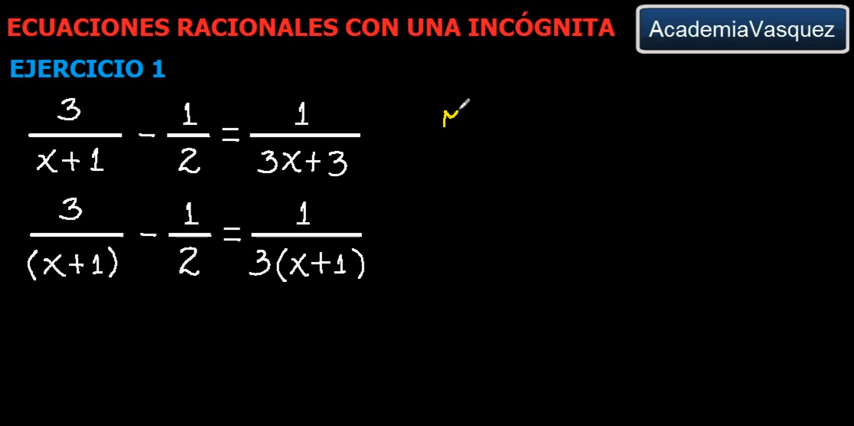 ECUACIONES RACIONALES CON UNA INCÓGNITA
AcademiaVasquez
EJERCICIO 1
3/(x+1) - 1/2 = 1/(3x+3)
3/((x+1)) - 1/2 = 1/(3(x+1))